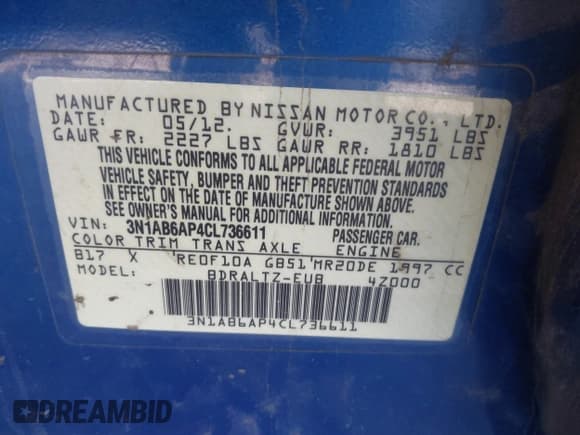 MANUFACTURED BY NISSAN MOTOR CO., LTD.
DATE: 05/12. GVWR: 3951 LBS
GAWR FR: 2227 LBS GAWR RR: 1810 LBS
THIS VEHICLE CONFORMS TO ALL APPLICABLE FEDERAL MOTOR
VEHICLE SAFETY, BUMPER AND THEFT PREVENTION STANDARDS
IN EFFECT ON THE DATE OF MANUFACTURE SHOWN ABOVE.
SEE OWNER'S MANUAL FOR ADDITIONAL INFORMATION.
VIN: 3N1AB6AP4CL736611 PASSENGER CAR.
COLOR TRIM TRANS AXLE ENGINE
B17 X 'RE0F10A GB51'MR20DE 1997 CC
MODEL: BDRALTZ-EUB 4Z000
3N1AB6AP4CL736611
DREAMBID